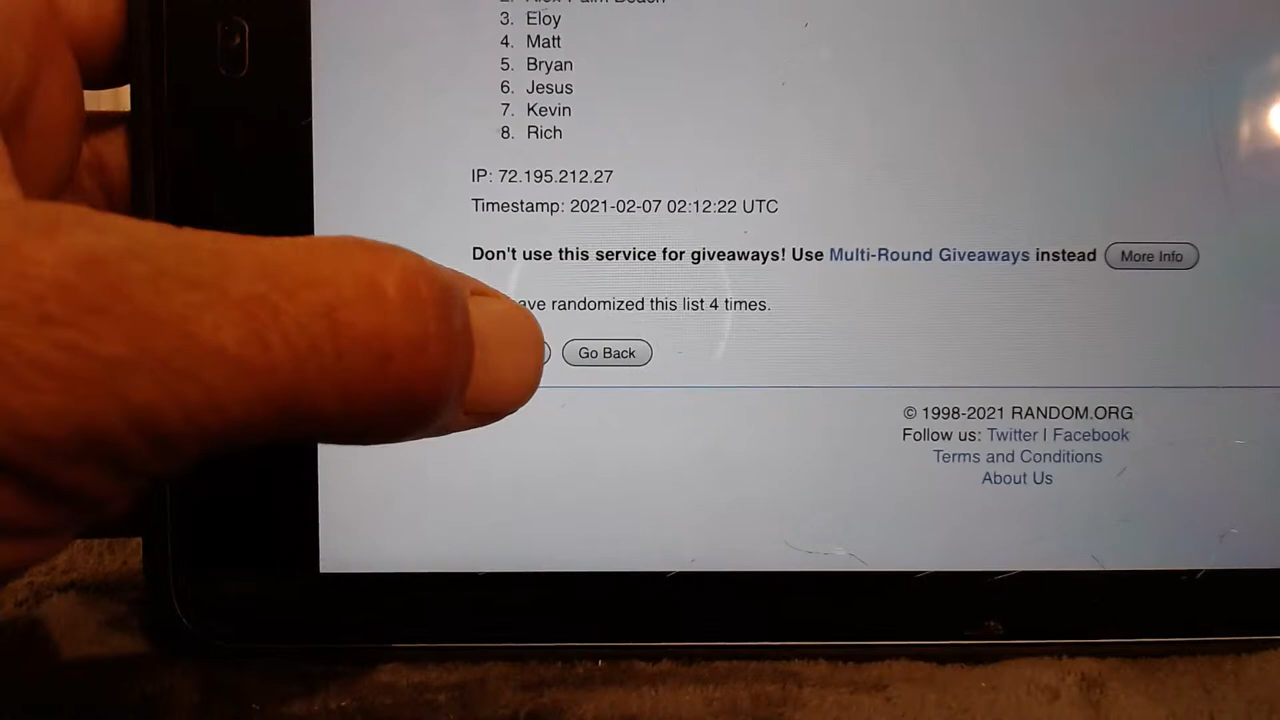 3. Eloy
4. Matt
5. Bryan
6. Jesus
7. Kevin
8. Rich
IP: 72.195.212.27
Timestamp: 2021-02-07 02:12:22 UTC
Don't use this service for giveaways! Use Multi-Round Giveaways instead More Info
randomized this list 4 times.
Go Back
© 1998-2021 RANDOM.ORG
Follow us: Twitter | Facebook
Terms and Conditions
About Us